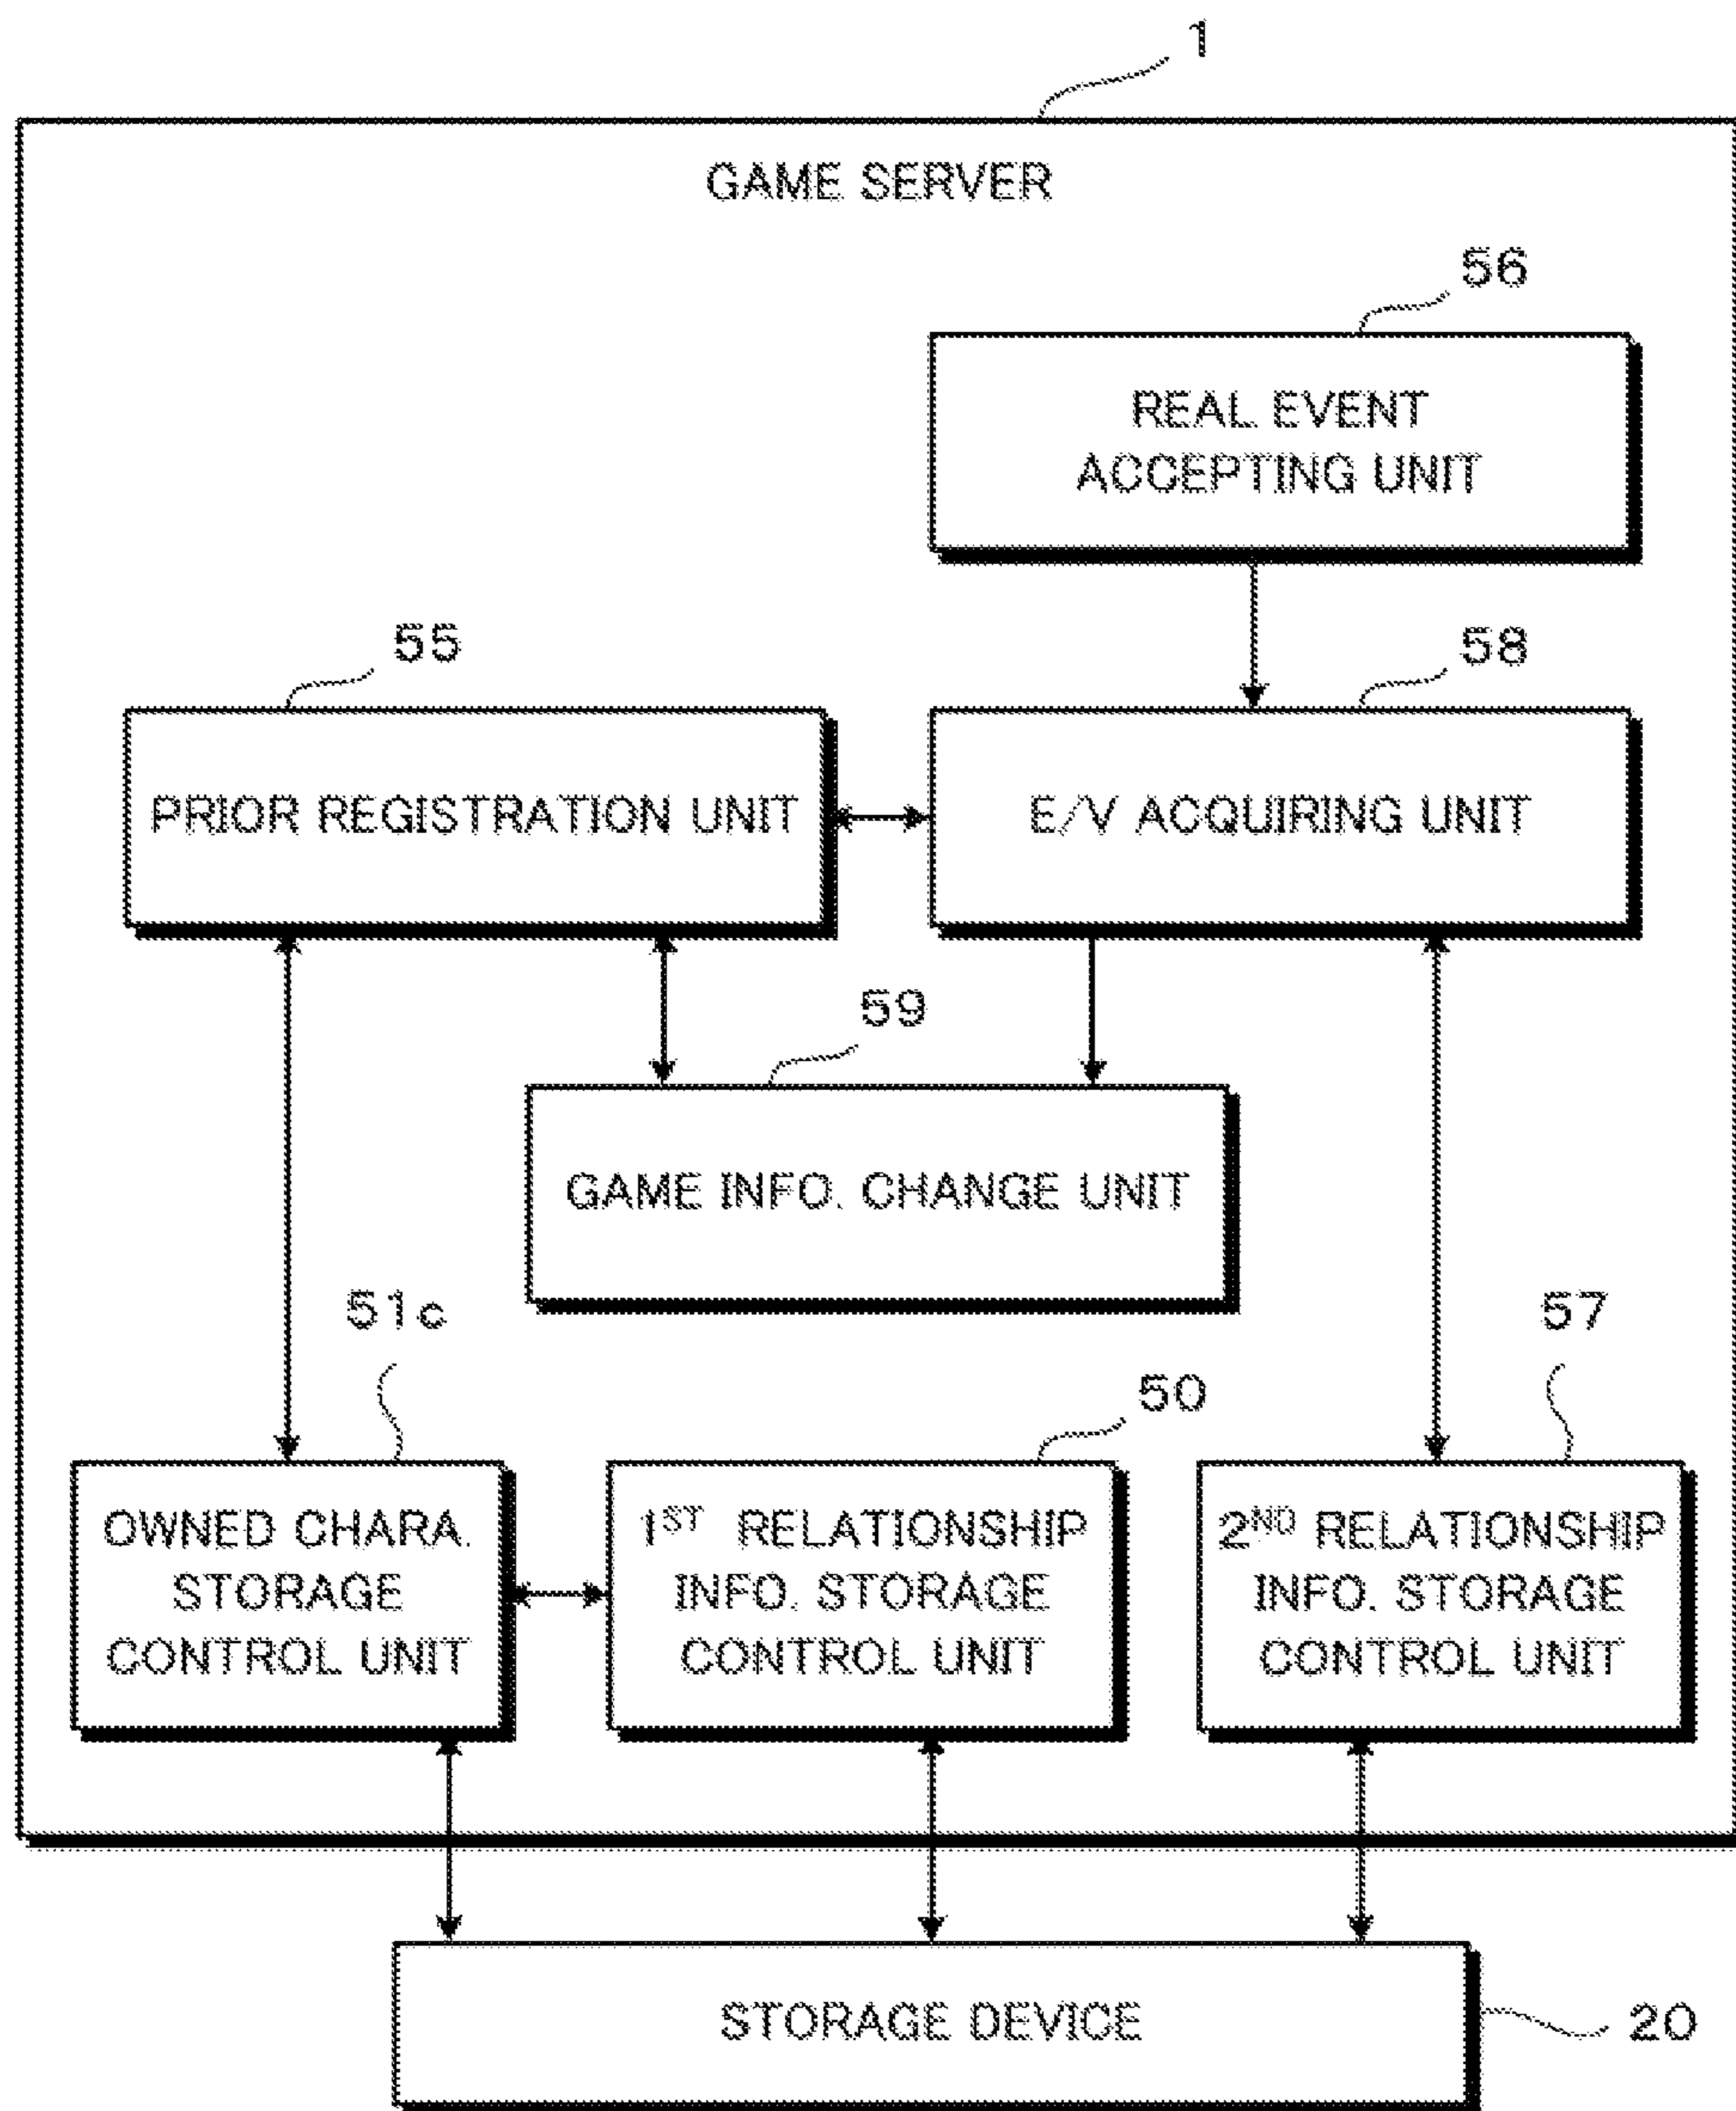 1
GAME SERVER
56
REAL EVENT
ACCEPTING UNIT
55
58
PRIOR REGISTRATION UNIT
E/V ACQUIRING UNIT
59
GAME INFO. CHANGE UNIT
51c
50
57
OWNED CHARA.
STORAGE
CONTROL UNIT
1ST RELATIONSHIP
INFO. STORAGE
CONTROL UNIT
2ND RELATIONSHIP
INFO. STORAGE
CONTROL UNIT
STORAGE DEVICE
20